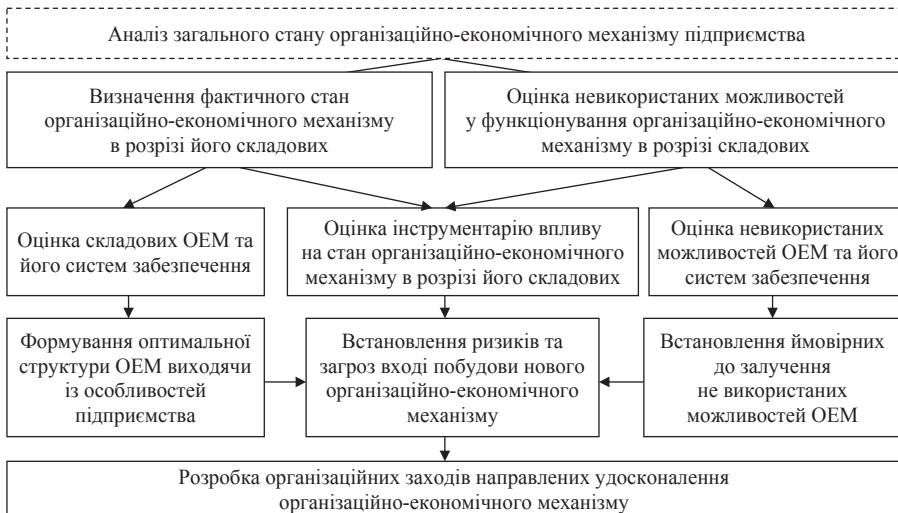 Аналіз загального стану організаційно-економічного механізму підприємства
Визначення фактичного стан
організаційно-економічного механізму
в розрізі його складових
Оцінка невикористаних можливостей
у функціонування організаційно-економічного
механізму в розрізі складових
Оцінка складових ОЕМ та
його систем забезпечення
Оцінка інструментарію впливу
на стан організаційно-економічного
механізму в розрізі його складових
Оцінка невикористаних
можливостей ОЕМ та його
систем забезпечення
Формування оптимальної
структури ОЕМ виходячи
із особливостей
підприємства
Встановлення ризиків та
загроз вході побудови нового
організаційно-економічного
механізму
Встановлення ймовірних
до залучення
не використаних
можливостей ОЕМ
Розробка організаційних заходів направлених удосконалення
організаційно-економічного механізму